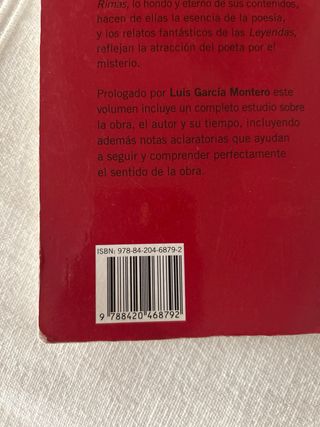 Rimas, lo hondo y eterno de sus contenidos,
hacen de ellas la esencia de la poesía,
y los relatos fantásticos de las Leyendas,
reflejan la atracción del poeta por el
misterio.
Prologado por Luis García Montero este
volumen incluye un completo estudio sobre
la obra, el autor y su tiempo, incluyendo
además notas aclaratorias que ayudan
a seguir y comprender perfectamente
el sentido de la obra.
ISBN: 978-84-204-6879-2
9 788420 468792